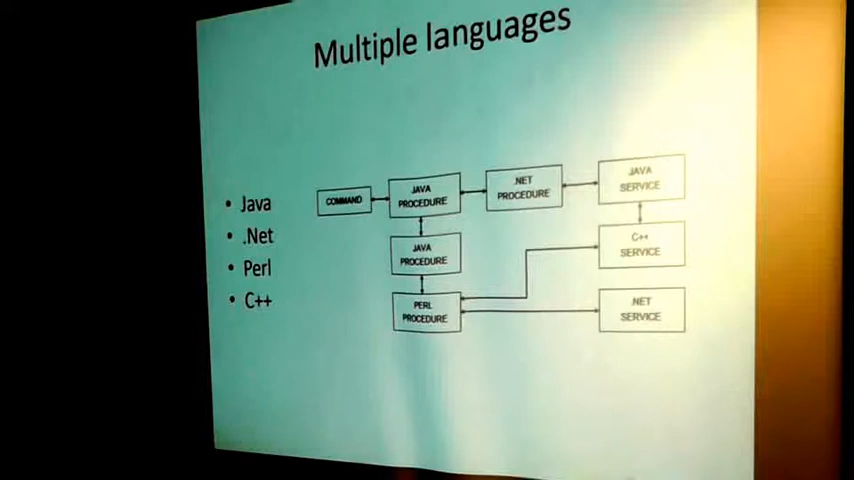 Multiple languages
• Java
• .Net
• Perl
• C++
COMMAND
JAVA
PROCEDURE
.NET
PROCEDURE
JAVA
SERVICE
JAVA
PROCEDURE
C++
SERVICE
PERL
PROCEDURE
.NET
SERVICE